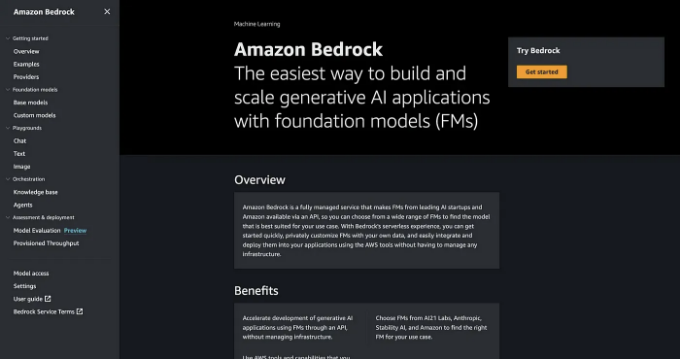 Amazon Bedrock
Getting started
Overview
Examples
Providers
Foundation models
Base models
Custom models
Playgrounds
Chat
Text
Image
Orchestration
Knowledge base
Agents
Assessment & deployment
Model Evaluation Preview
Provisioned Throughput
Model access
Settings
User guide
Bedrock Service Terms
Machine Learning
Amazon Bedrock
The easiest way to build and
scale generative AI applications
with foundation models (FMs)
Try Bedrock
Get started
Overview
Amazon Bedrock is a fully managed service that makes FMs from leading AI startups and
Amazon available via an API, so you can choose from a wide range of FMs to find the model
that is best suited for your use case. With Bedrock's serverless experience, you can get
started quickly, privately customize FMs with your own data, and easily integrate and
deploy them into your applications using the AWS tools without having to manage any
infrastructure.
Benefits
Accelerate development of generative AI
applications using FMs through an API,
without managing infrastructure.
Choose FMs from AI21 Labs, Anthropic,
Stability AI, and Amazon to find the right
FM for your use case.
Use AWS tools and capabilities that you